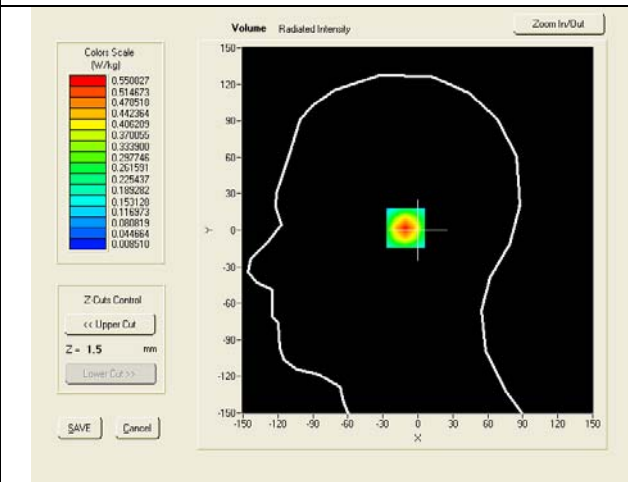 Volume Radiated Intensity
Zoom In/Out
Colors Scale
(W/kg)
0.550827
0.514673
0.478518
0.442364
0.406209
0.370055
0.333900
0.297746
0.261591
0.225437
0.189282
0.153128
0.116973
0.080819
0.044664
0.008510
Z-Cuts Control
<< Upper Cut
Z = 1.5 mm
Lower Cut >>
SAVE Cancel
150
120
90
60
30
0
-30
-60
-90
-120
-150
Y
-150 -120 -90 -60 -30 0 30 60 90 120 150
X